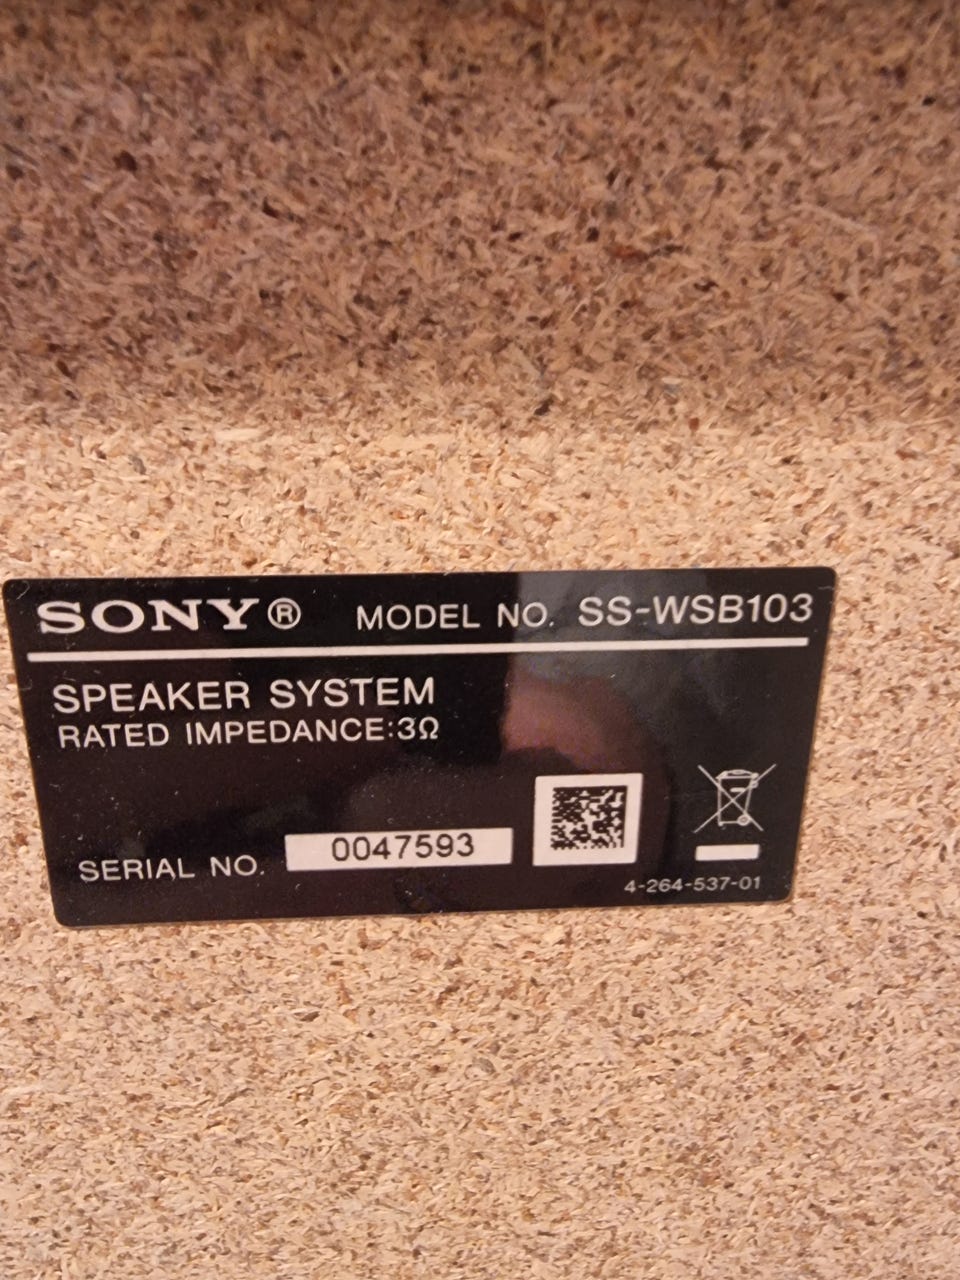 SONY® MODEL NO. SS-WSB103
SPEAKER SYSTEM
RATED IMPEDANCE:3Ω
SERIAL NO. 0047593
4-264-537-01